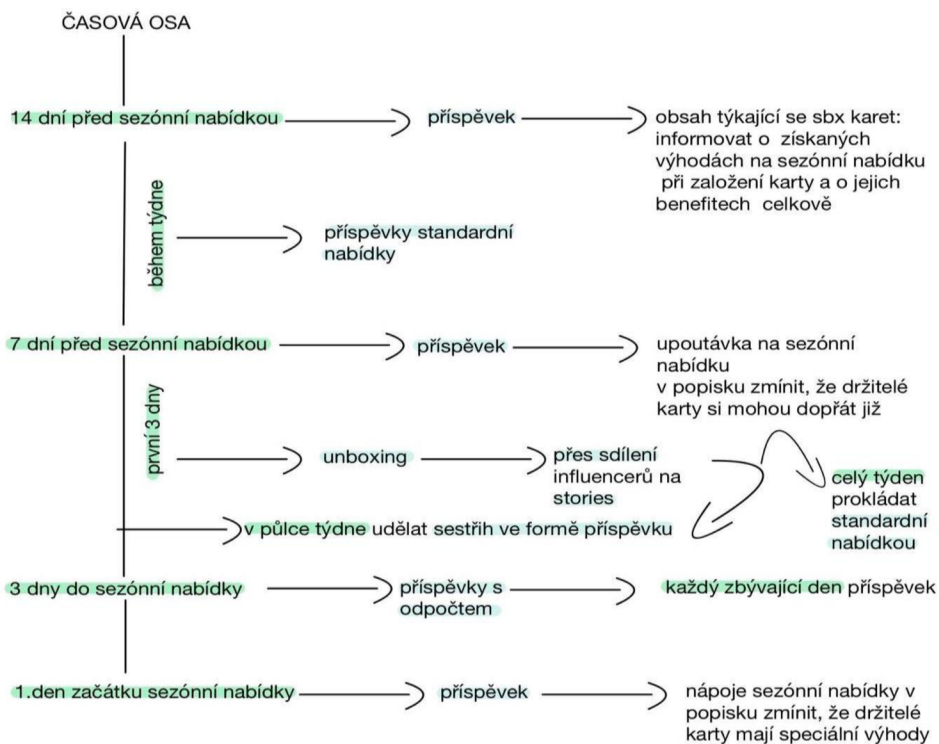 ČASOVÁ OSA
14 dní před sezónní nabídkou
příspěvek
obsah týkající se sbx karet:
informovat o získaných
výhodách na sezónní nabídku
při založení karty a o jejich
benefitech celkově
během týdne
příspěvky standardní
nabídky
7 dní před sezónní nabídkou
příspěvek
upoutávka na sezónní
nabídku
v popisku zmínit, že držitelé
karty si mohou dopřát již
první 3 dny
unboxing
přes sdílení
influencerů na
stories
celý týden
prokládat
standardní
nabídkou
v půlce týdne udělat sestřih ve formě příspěvku
3 dny do sezónní nabídky
příspěvky s
odpočtem
každý zbývající den příspěvek
1.den začátku sezónní nabídky
příspěvek
nápoje sezónní nabídky v
popisku zmínit, že držitelé
karty mají speciální výhody